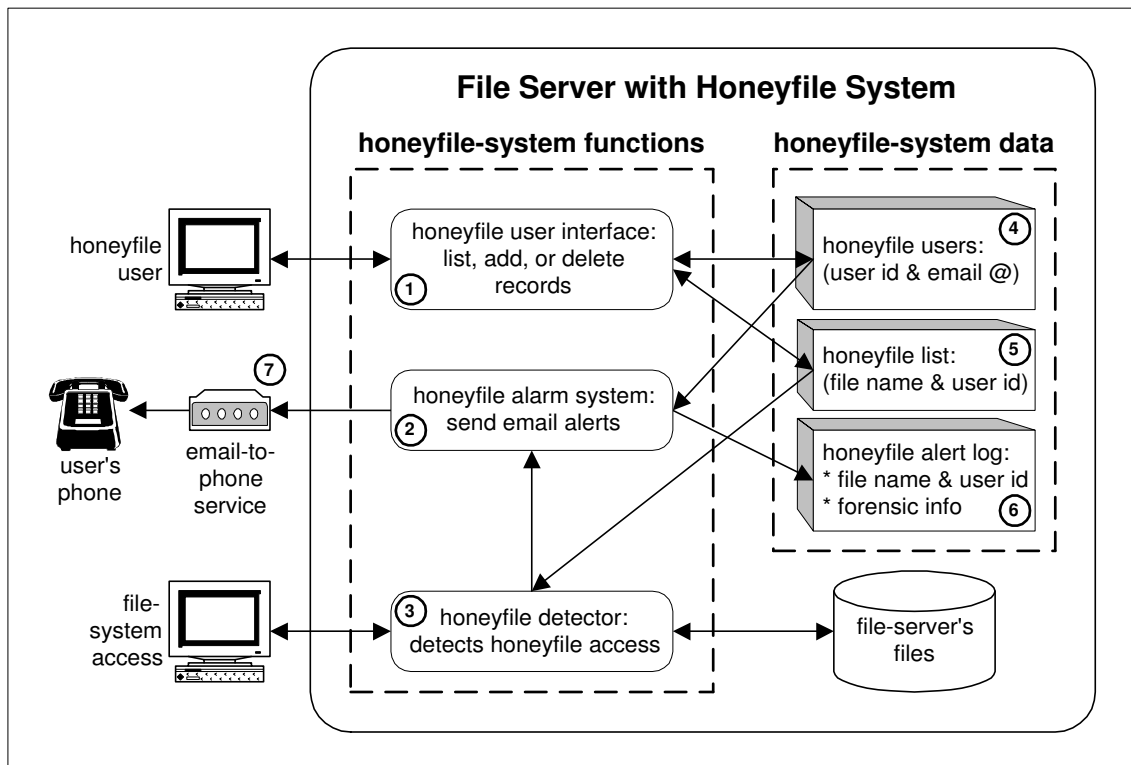 File Server with Honeyfile System
honeyfile-system functions
honeyfile-system data
honeyfile
user
honeyfile user interface:
list, add, or delete
records
1
4
honeyfile users:
(user id & email @)
5
honeyfile list:
(file name & user id)
7
honeyfile alarm system:
send email alerts
2
user's
phone
email-to-
phone
service
honeyfile alert log:
* file name & user id
* forensic info
6
file-
system
access
3
honeyfile detector:
detects honeyfile access
file-server's
files